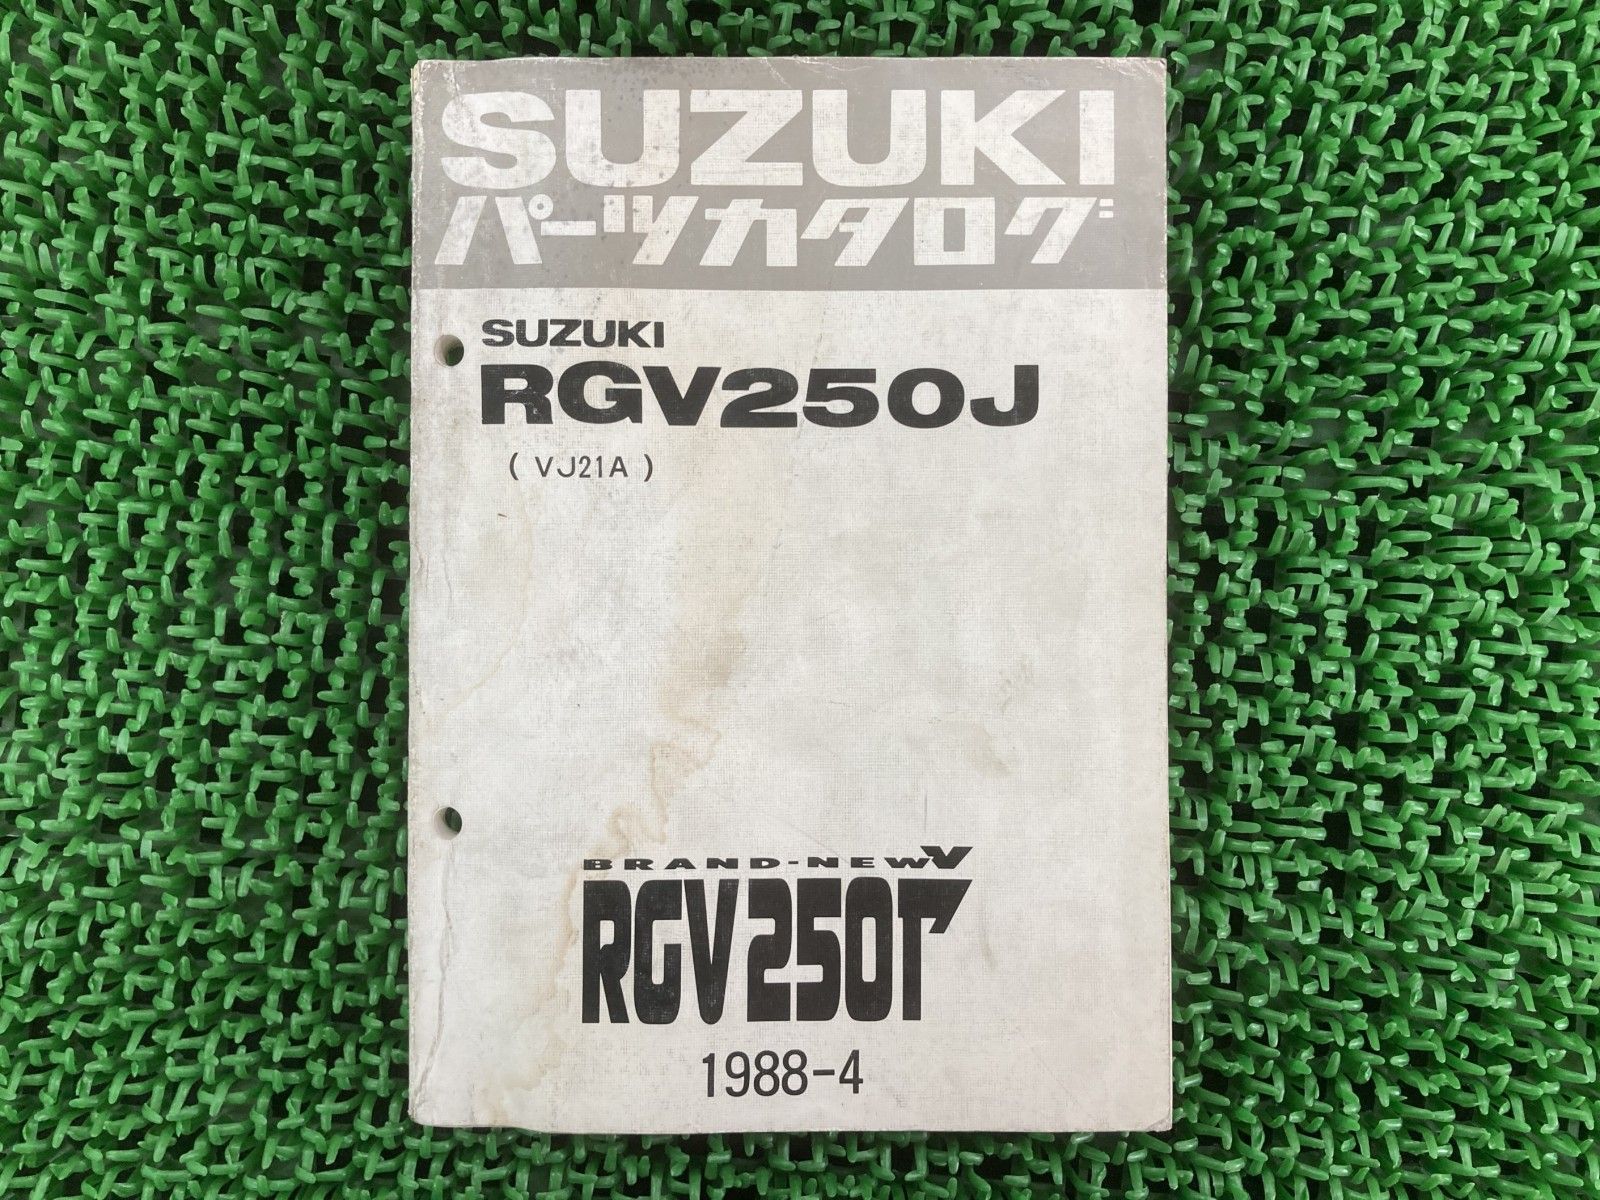 SUZUKI
パーツカタログ
SUZUKI
RGV250J
( VJ21A )
BRAND-NEW V
RGV250Γ
1988-4